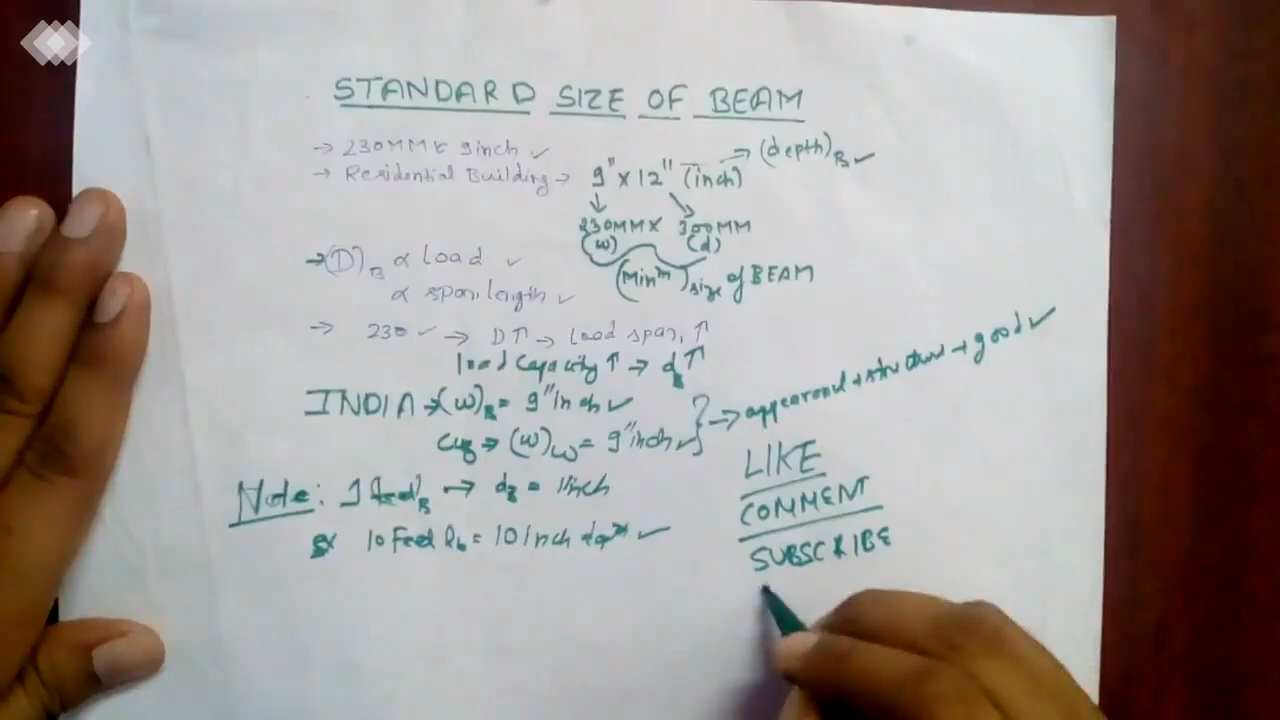 STANDARD SIZE OF BEAM
→ 230MM x 9inch ✓
→ (depth)B ✓
→ Residential Building → 9" x 12" (inch)
230MM x 300MM
(w) (d)
(Minm)size of BEAM
→ (D)B ∝ load ✓
∝ span length ✓
→ 230 ✓ → D↑ → Load span, ↑
load capacity ↑ → dB↑
INDIA → (w)B = 9" inch ✓
→ (w)w = 9" inch ✓ } → + structure → good ✓
Note: 1 feet)B → dB = 1inch
Ex 10 Feet lb = 10 Inch ✓
LIKE
COMMENT
SUBSCRIBE